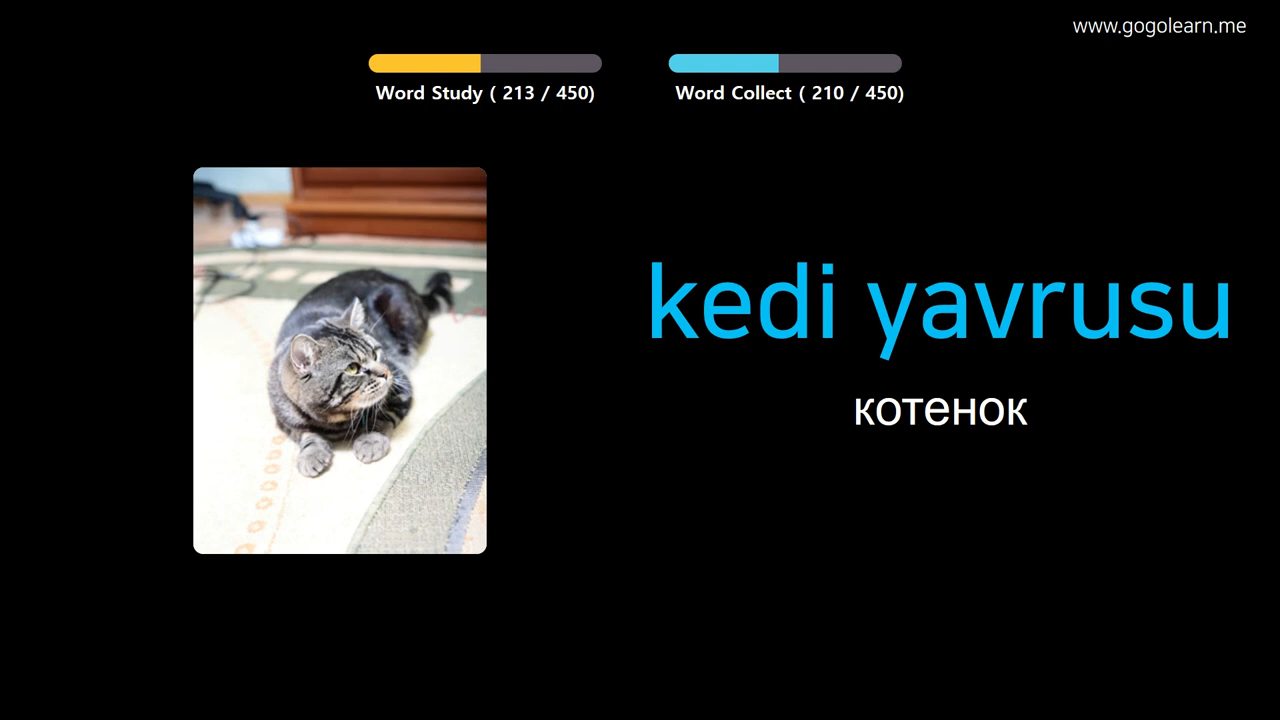 www.gogolearn.me
Word Study ( 213 / 450)
Word Collect ( 210 / 450)
kedi yavrusu
котенок